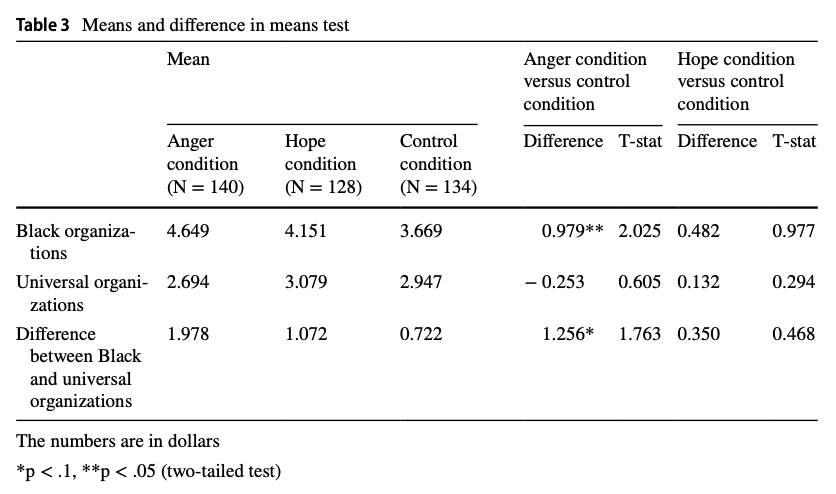 Table 3 Means and difference in means test
Mean
Anger condition versus control condition
Hope condition versus control condition
Anger condition (N = 140)
Hope condition (N = 128)
Control condition (N = 134)
Difference T-stat Difference T-stat
Black organiza-tions 4.649 4.151 3.669 0.979** 2.025 0.482 0.977
Universal organi-zations 2.694 3.079 2.947 − 0.253 0.605 0.132 0.294
Difference between Black and universal organizations 1.978 1.072 0.722 1.256* 1.763 0.350 0.468
The numbers are in dollars
*p < .1, **p < .05 (two-tailed test)